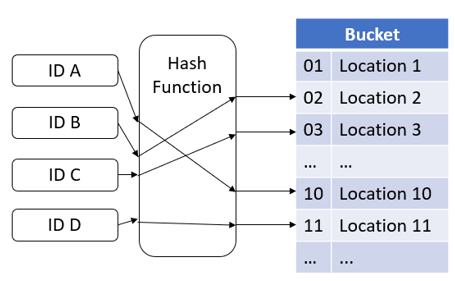 ID A
ID B
ID C
ID D
Hash
Function
Bucket
01 Location 1
02 Location 2
03 Location 3
... ...
10 Location 10
11 Location 11
... ...